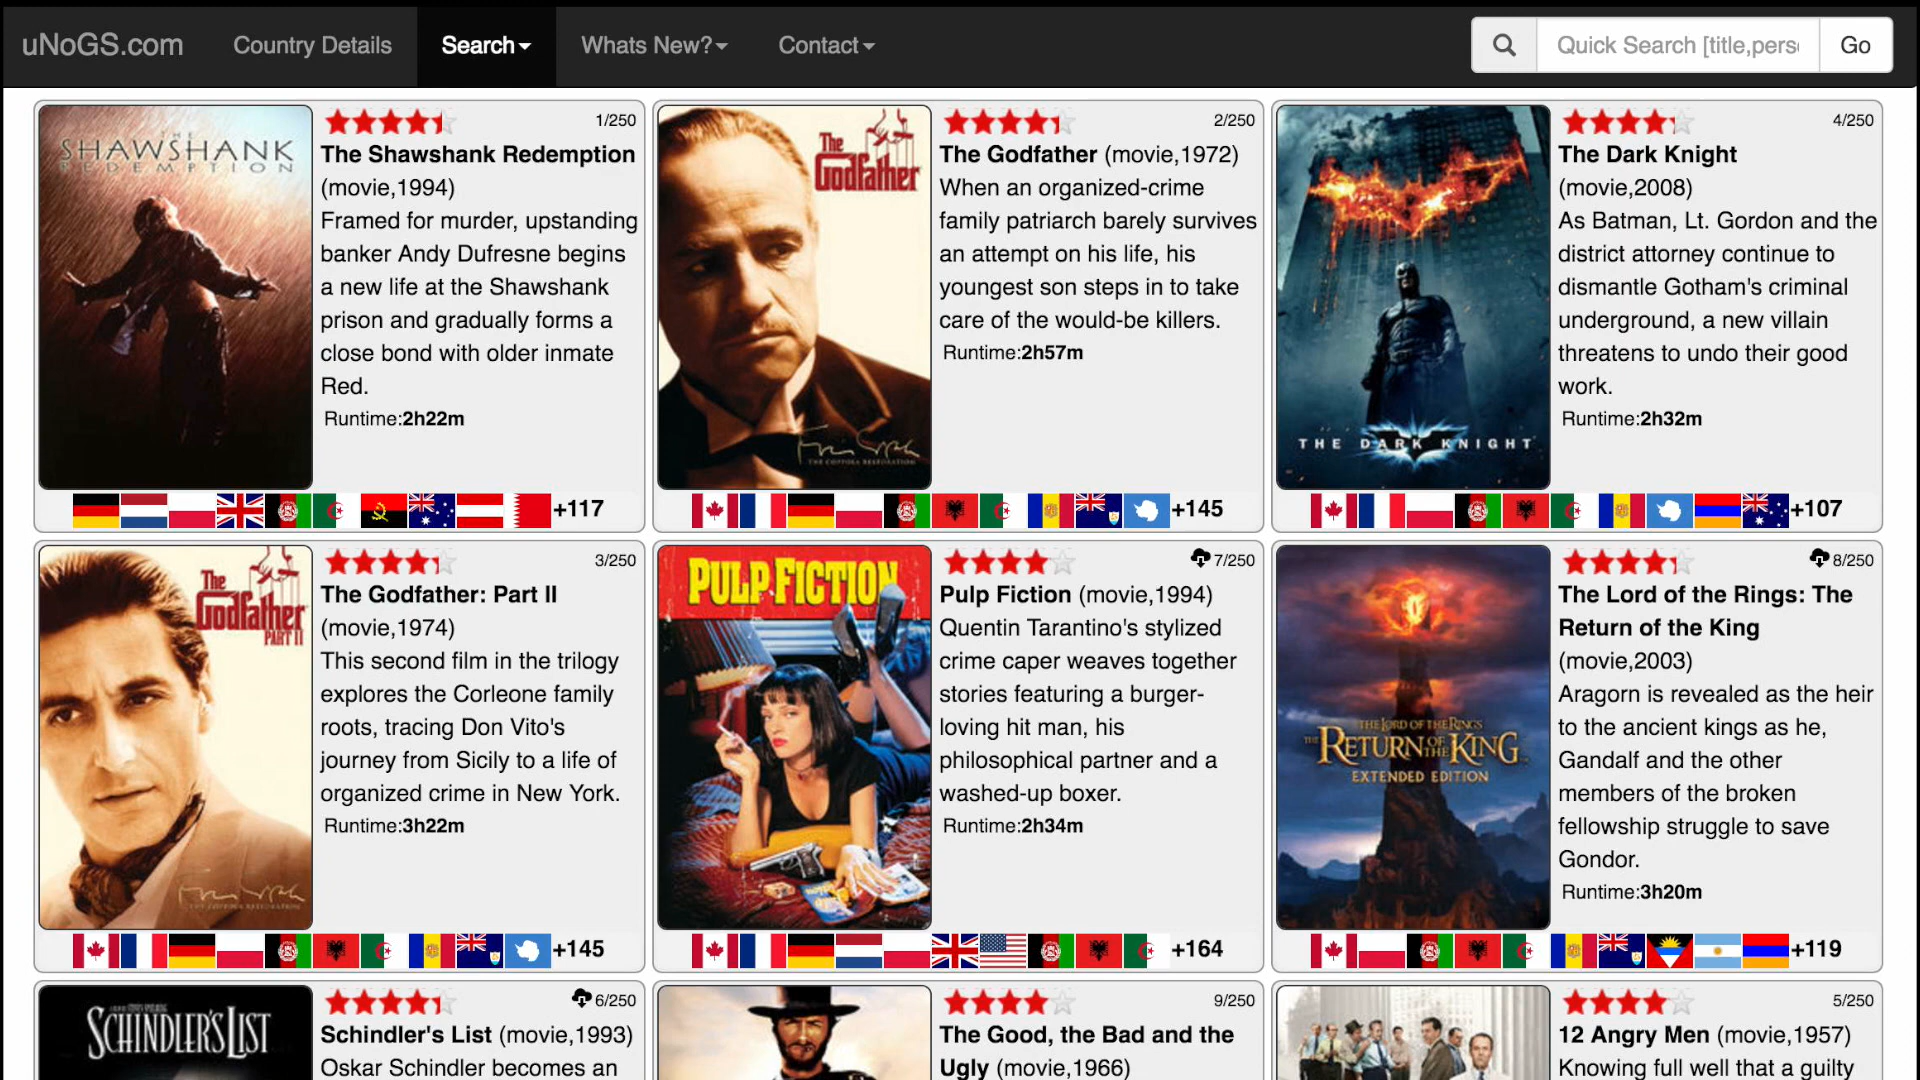 uNoGS.com Country Details Search Whats New? Contact Quick Search [title,pers Go
THE
SHAWSHANK
REDEMPTION
1/250
The Shawshank Redemption
(movie,1994)
Framed for murder, upstanding
banker Andy Dufresne begins
a new life at the Shawshank
prison and gradually forms a
close bond with older inmate
Red.
Runtime:2h22m
+117
The
Godfather
THE COPPOLA RESTORATION
2/250
The Godfather (movie,1972)
When an organized-crime
family patriarch barely survives
an attempt on his life, his
youngest son steps in to take
care of the would-be killers.
Runtime:2h57m
+145
THE DARK KNIGHT
4/250
The Dark Knight
(movie,2008)
As Batman, Lt. Gordon and the
district attorney continue to
dismantle Gotham's criminal
underground, a new villain
threatens to undo their good
work.
Runtime:2h32m
+107
The
Godfather
PART II
THE COPPOLA RESTORATION
3/250
The Godfather: Part II
(movie,1974)
This second film in the trilogy
explores the Corleone family
roots, tracing Don Vito's
journey from Sicily to a life of
organized crime in New York.
Runtime:3h22m
+145
PULP FICTION
7/250
Pulp Fiction (movie,1994)
Quentin Tarantino's stylized
crime caper weaves together
stories featuring a burger-
loving hit man, his
philosophical partner and a
washed-up boxer.
Runtime:2h34m
+164
THE LORD OF THE RINGS
THE RETURN OF THE KING
EXTENDED EDITION
8/250
The Lord of the Rings: The
Return of the King
(movie,2003)
Aragorn is revealed as the heir
to the ancient kings as he,
Gandalf and the other
members of the broken
fellowship struggle to save
Gondor.
Runtime:3h20m
+119
SCHINDLER'S LIST
6/250
Schindler's List (movie,1993)
Oskar Schindler becomes an
9/250
The Good, the Bad and the
Ugly (movie,1966)
5/250
12 Angry Men (movie,1957)
Knowing full well that a guilty